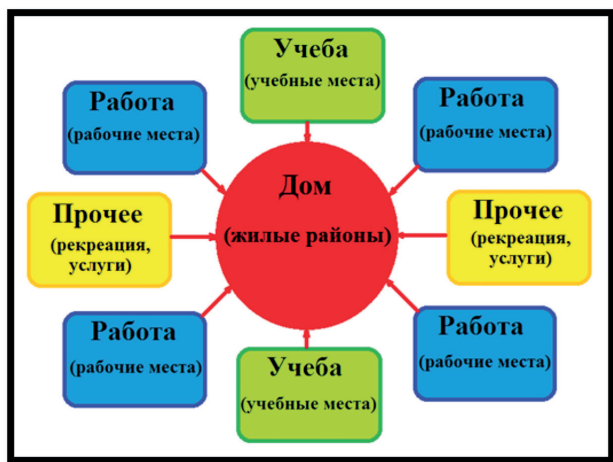 Учеба
(учебные места)
Работа
(рабочие места)
Работа
(рабочие места)
Дом
(жилые районы)
Прочее
(рекреация,
услуги)
Прочее
(рекреация,
услуги)
Работа
(рабочие места)
Работа
(рабочие места)
Учеба
(учебные места)